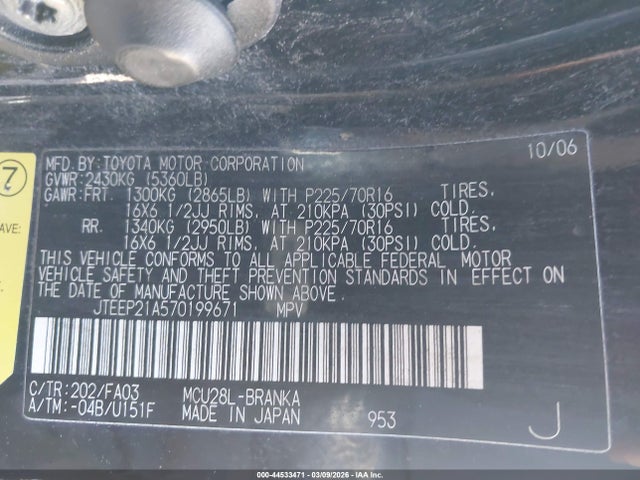 10/06
MFD.BY:TOYOTA MOTOR CORPORATION
GVWR:2430KG (5360LB)
GAWR:FRT. 1300KG (2865LB) WITH P225/70R16 TIRES,
16X6 1/2JJ RIMS, AT 210KPA (30PSI) COLD.
RR. 1340KG (2950LB) WITH P225/70R16 TIRES,
16X6 1/2JJ RIMS, AT 210KPA (30PSI) COLD.
THIS VEHICLE CONFORMS TO ALL APPLICABLE FEDERAL MOTOR
VEHICLE SAFETY AND THEFT PREVENTION STANDARDS IN EFFECT ON
THE DATE OF MANUFACTURE SHOWN ABOVE.
JTEEP21A570199671 MPV
C/TR:202/FA03 MCU28L-BRANKA
A/TM:-04B/U151F MADE IN JAPAN 953 J
2
AVE:
000-44533471 - 03/09/2026 - IAA Inc.